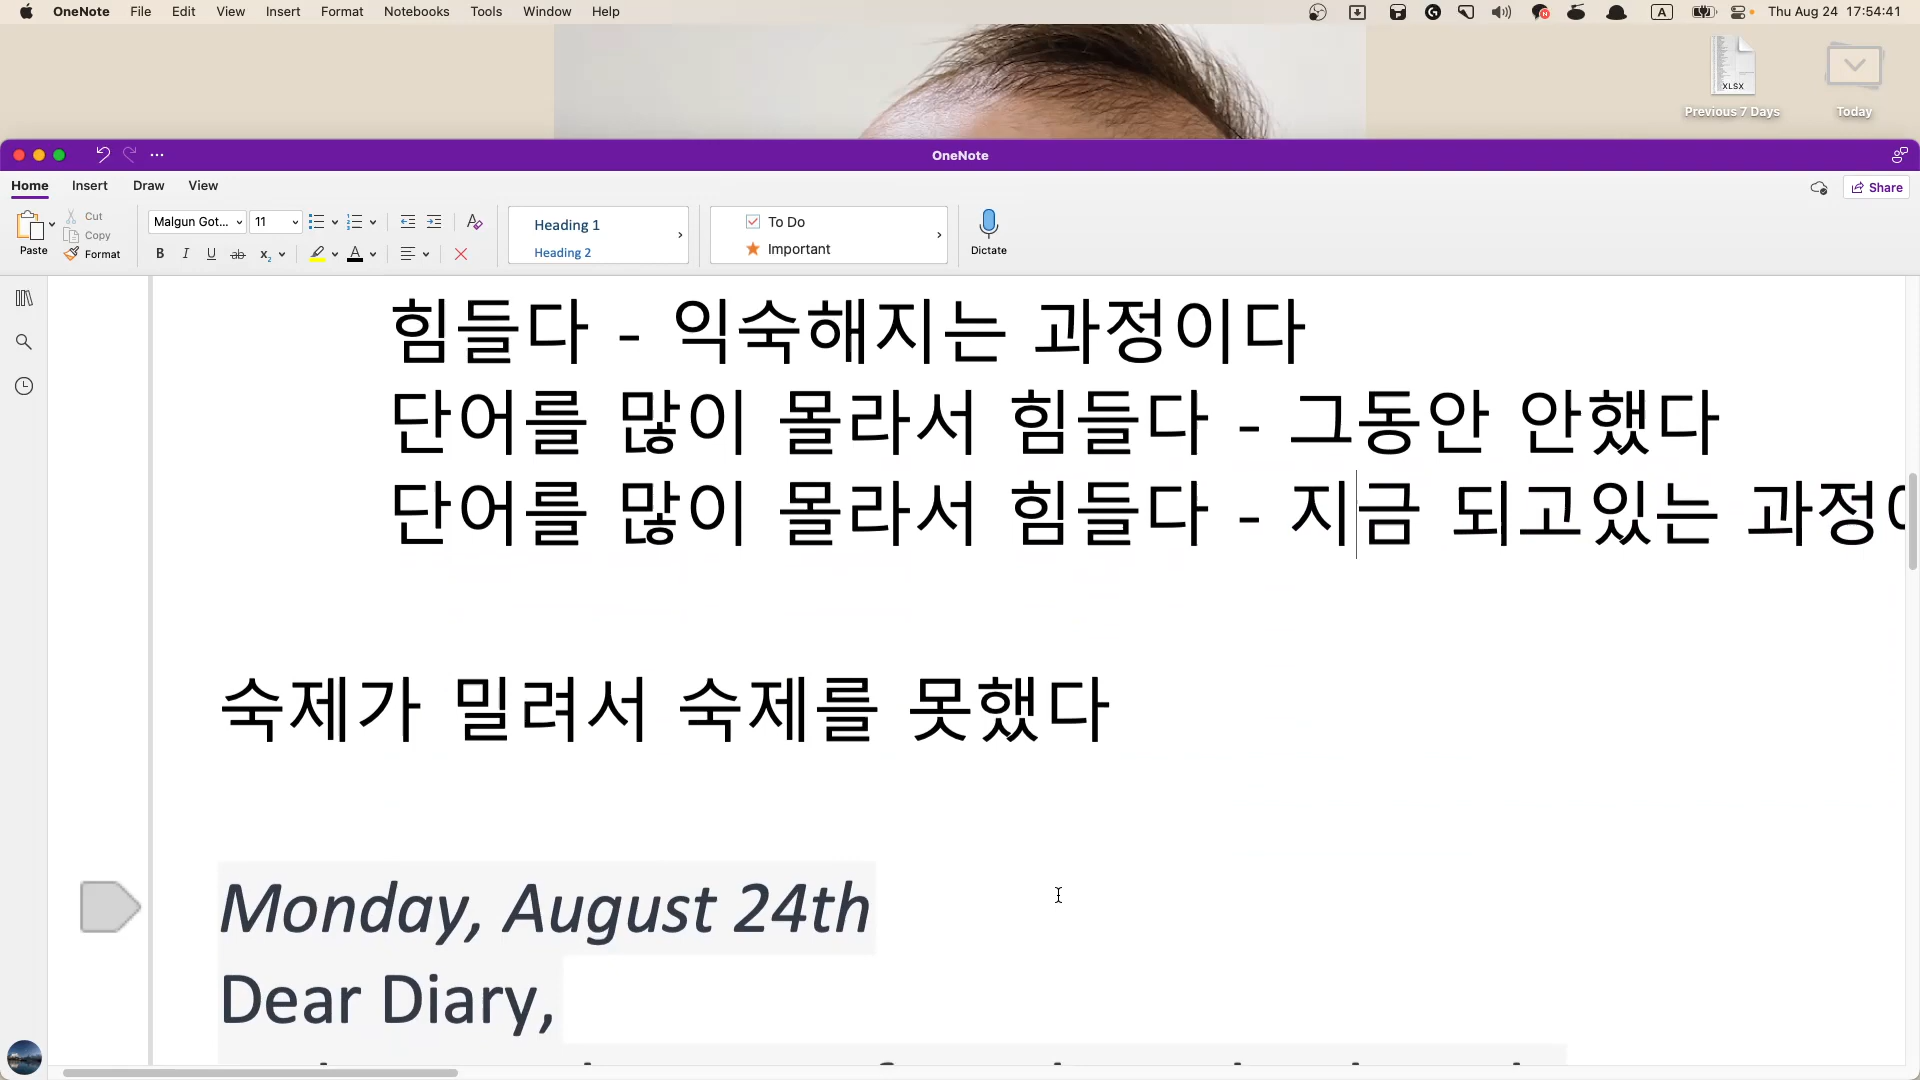 OneNote File Edit View Insert Format Notebooks Tools Window Help A Thu Aug 24 17:54:41
XLSX
Previous 7 Days Today
OneNote
Home Insert Draw View Share
Paste Cut Copy Format
Malgun Got... 11
Heading 1
Heading 2
To Do
Important
Dictate
힘들다 - 익숙해지는 과정이다
단어를 많이 몰라서 힘들다 - 그동안 안했다
단어를 많이 몰라서 힘들다 - 지금 되고있는 과정
숙제가 밀려서 숙제를 못했다
Monday, August 24th
Dear Diary,